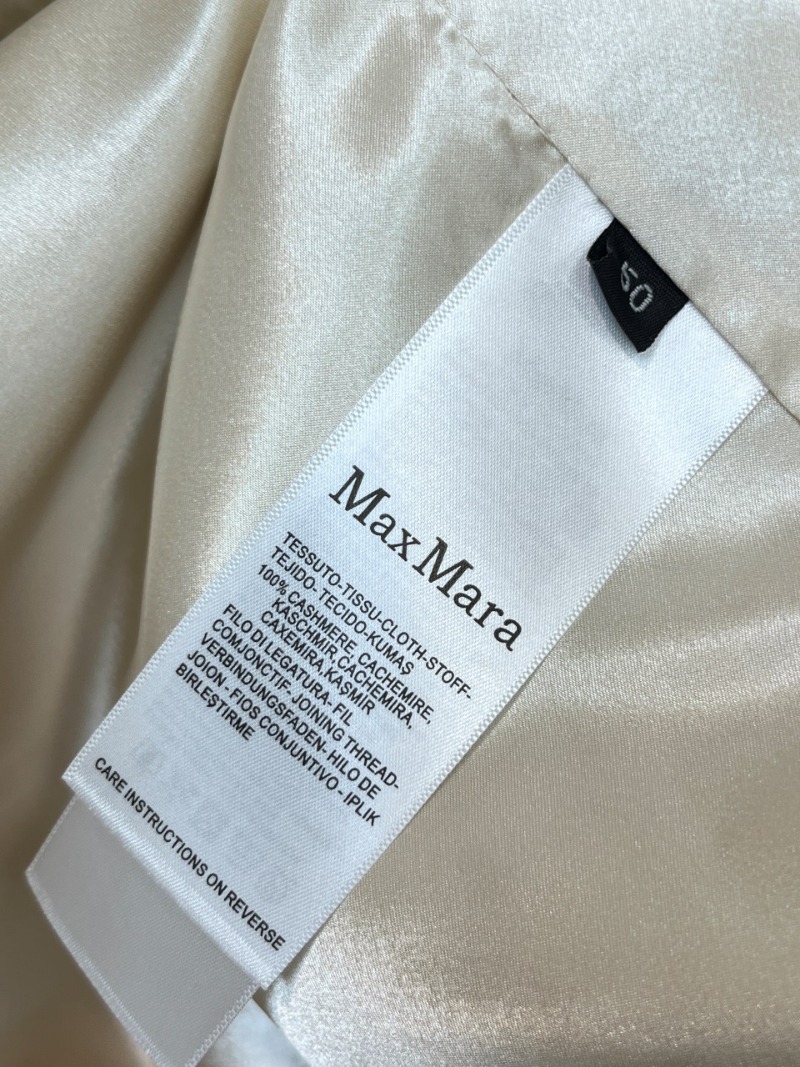 50
Max Mara
TESSUTO-TISSU-CLOTH-STOFF-
TEJIDO- TECIDO-KUMAŞ
100% CASHMERE, CACHEMIRE,
KASCHMIR,CACHEMIRA,
CAXEMIRA,KAŞMIR
FILO DI LEGATURA- FIL
COMJONCTIF- JOINING THREAD-
VERBINDUNGSFADEN- HILO DE
JOION - FIOS CONJUNTIVO - IPLIK
BIRLEŞTIRME
CARE INSTRUCTIONS ON REVERSE